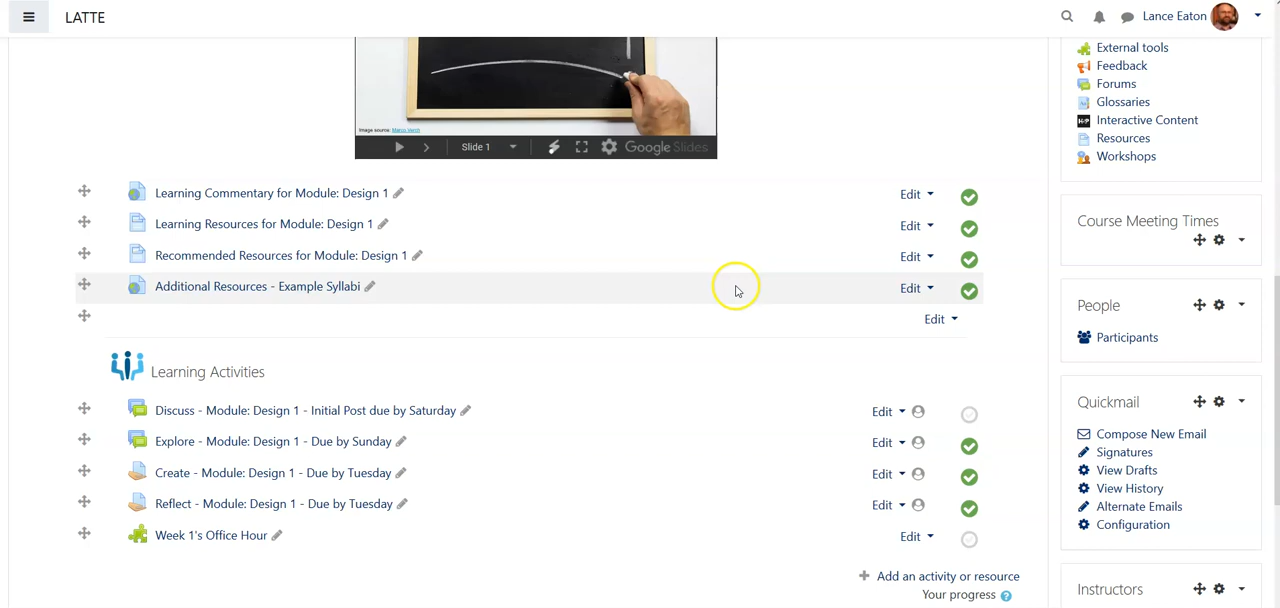 LATTE
Lance Eaton
Image source: Marco Verch
Slide 1
Google Slides
Learning Commentary for Module: Design 1
Edit
Learning Resources for Module: Design 1
Edit
Recommended Resources for Module: Design 1
Edit
Additional Resources - Example Syllabi
Edit
Edit
Learning Activities
Discuss - Module: Design 1 - Initial Post due by Saturday
Edit
Explore - Module: Design 1 - Due by Sunday
Edit
Create - Module: Design 1 - Due by Tuesday
Edit
Reflect - Module: Design 1 - Due by Tuesday
Edit
Week 1's Office Hour
Edit
Add an activity or resource
Your progress
External tools
Feedback
Forums
Glossaries
H5P Interactive Content
Resources
Workshops
Course Meeting Times
People
Participants
Quickmail
Compose New Email
Signatures
View Drafts
View History
Alternate Emails
Configuration
Instructors